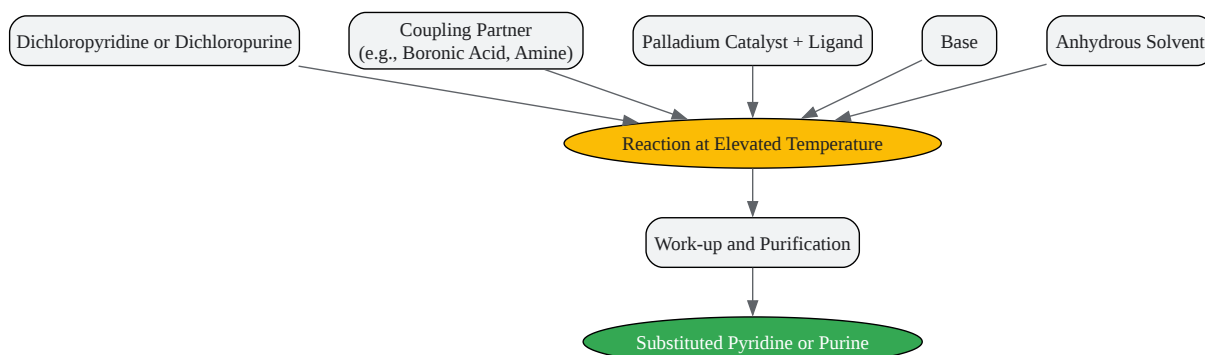 Dichloropyridine or Dichloropurine
Coupling Partner
(e.g., Boronic Acid, Amine)
Palladium Catalyst + Ligand
Base
Anhydrous Solvent
Reaction at Elevated Temperature
Work-up and Purification
Substituted Pyridine or Purine